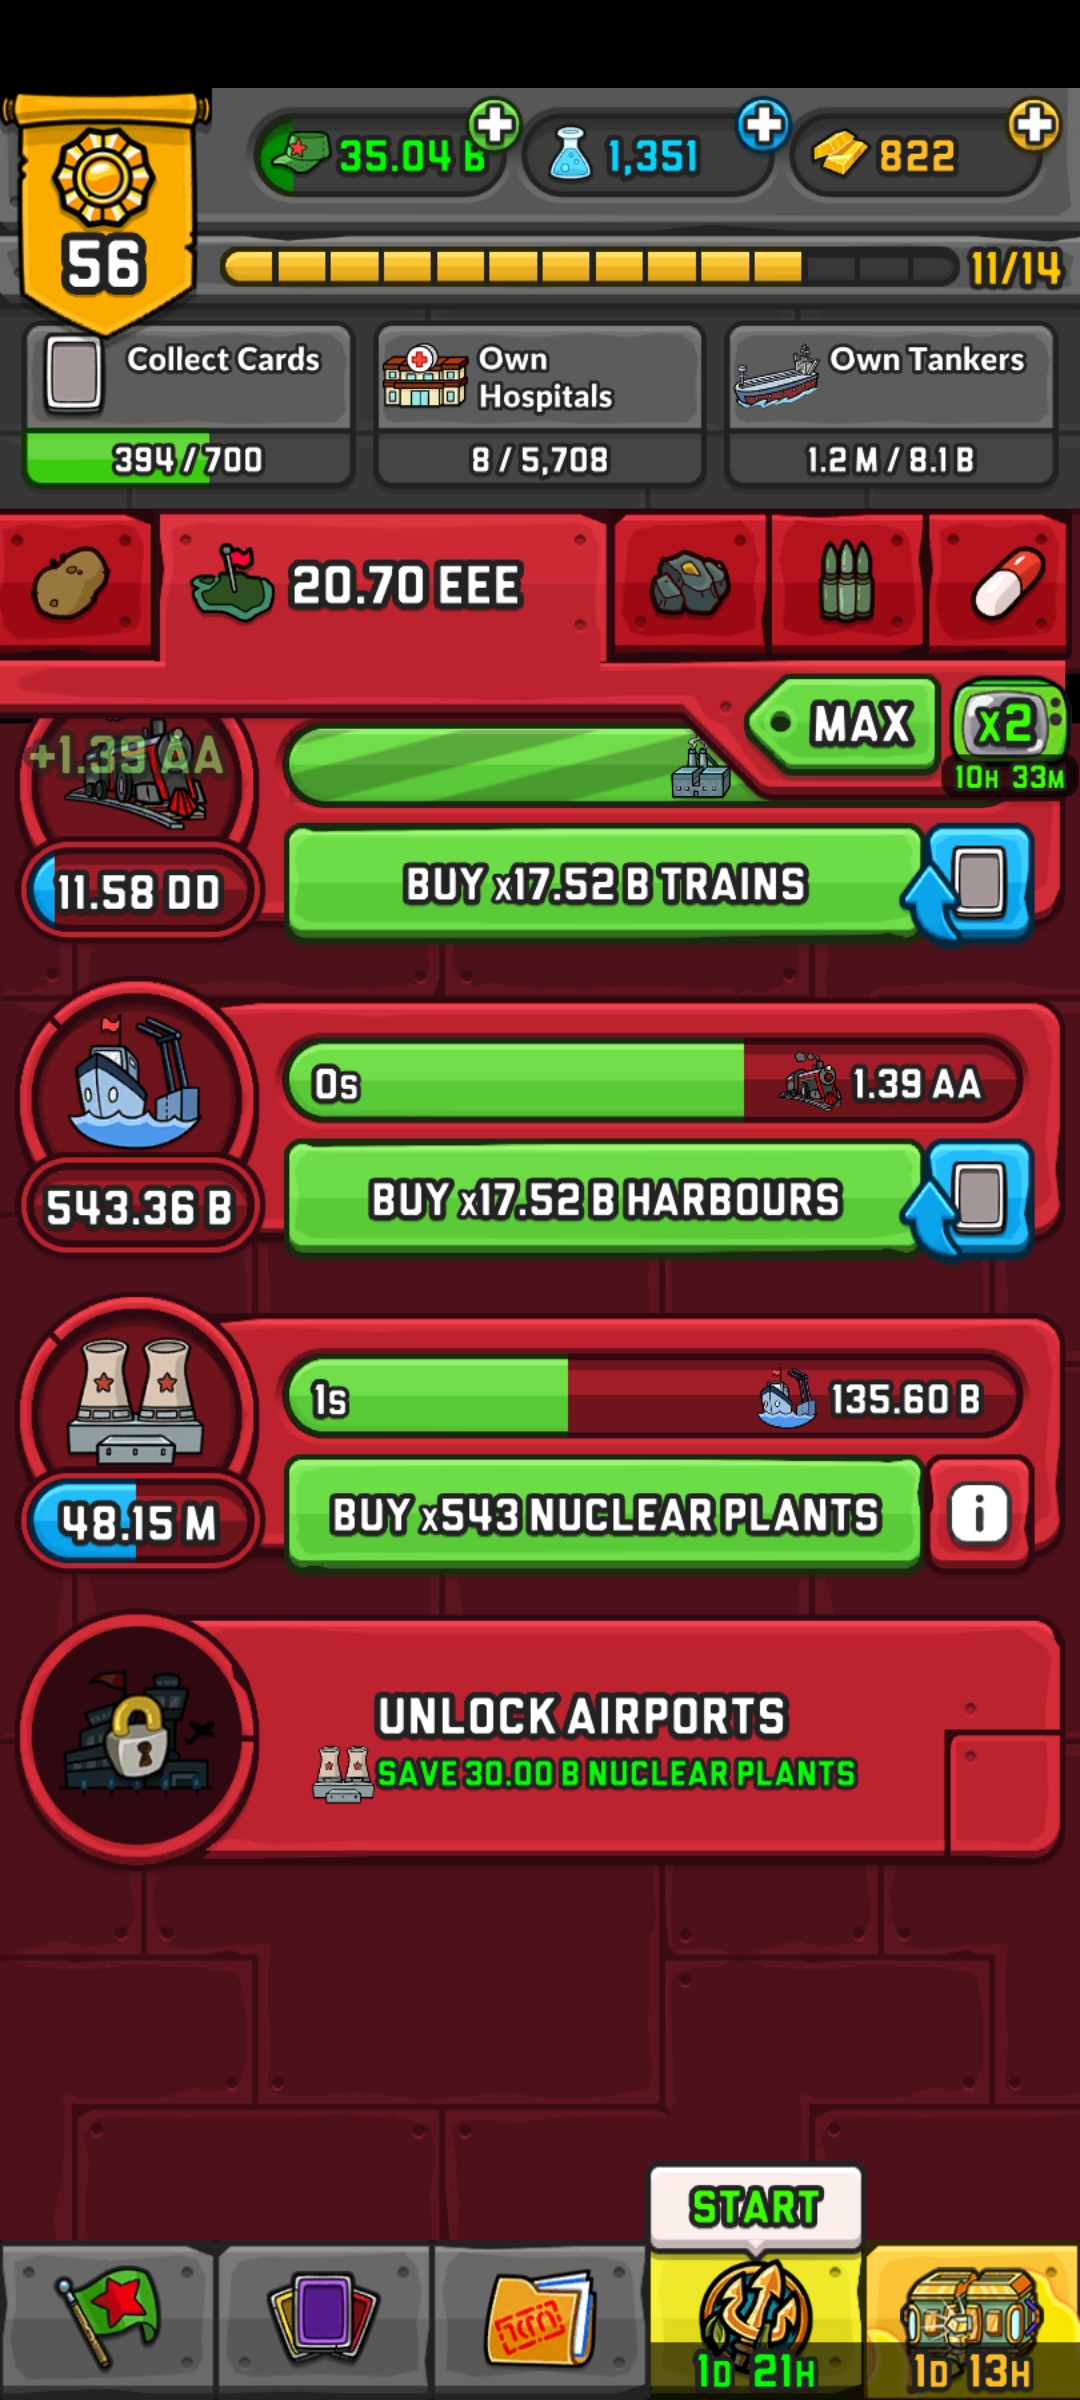 56
35.04 B
1,351
822
11/14
Collect Cards
394/700
Own
Hospitals
8/5,708
Own Tankers
1.2 M/8.1 B
20.70 EEE
MAX
X2
10H 33M
+1.39 AA
11.58 DD
BUY x17.52 B TRAINS
0s
1.39 AA
543.36 B
BUY x17.52 B HARBOURS
1s
135.60 B
48.15 M
BUY x543 NUCLEAR PLANTS
i
UNLOCK AIRPORTS
SAVE 30.00 B NUCLEAR PLANTS
START
1D 21H
1D 13H